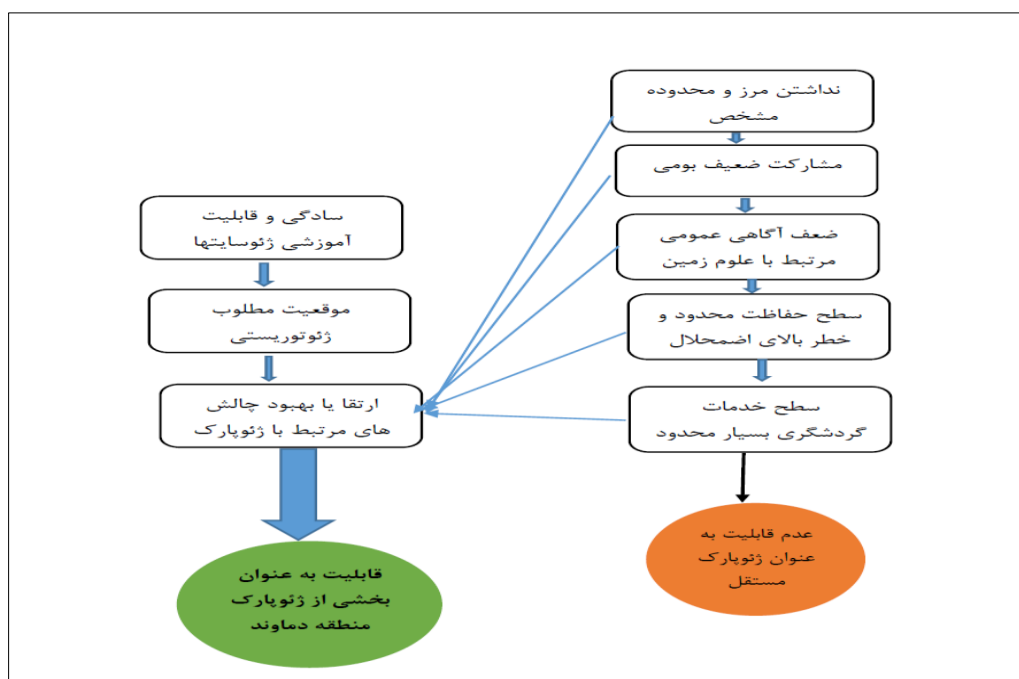 نداشتن مرز و محدوده
مشخص
مشارکت ضعیف بومی
ضعف آگاهی عمومی
مرتبط با علوم زمین
سطح حفاظت محدود و
خطر بالای اضمحلال
سطح خدمات
گردشگری بسیار محدود
عدم قابلیت به
عنوان ژئوپارک
مستقل
سادگی و قابلیت
آموزشی ژئوسایتها
موقعیت مطلوب
ژئوتوریستی
ارتقا یا بهبود چالش
های مرتبط با ژئوپارک
قابلیت به عنوان
بخشی از ژئوپارک
منطقه دماوند